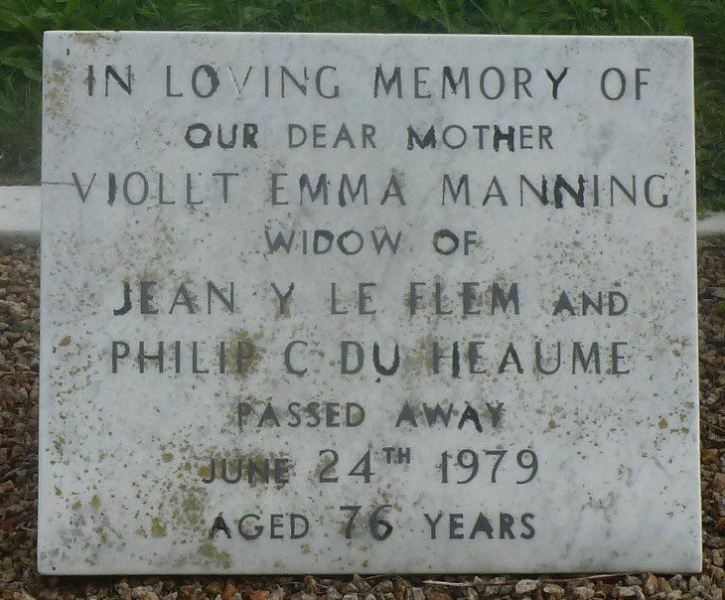 IN LOVING MEMORY OF
OUR DEAR MOTHER
VIOLET EMMA MANNING
WIDOW OF
JEAN Y LE FLEM AND
PHILIP C DU HEAUME
PASSED AWAY
JUNE 24TH 1979
AGED 76 YEARS